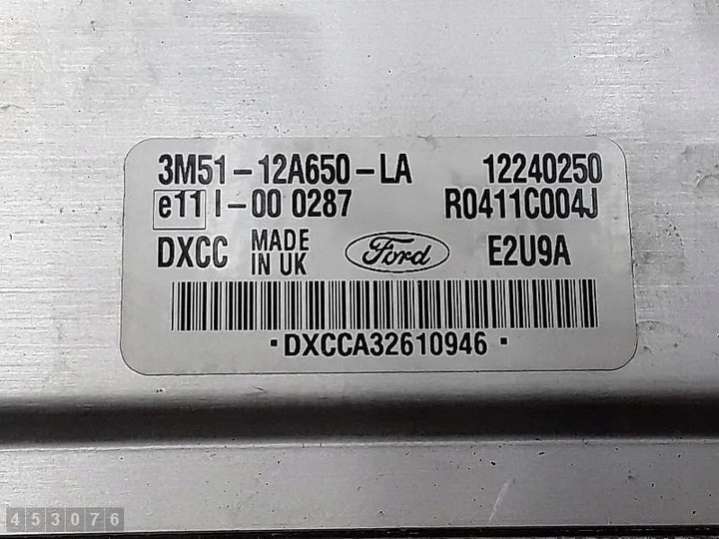 3M51-12A650-LA 12240250
e11 I-00 0287 R0411C004J
DXCC MADE IN UK Ford E2U9A
·DXCCA32610946·
453076